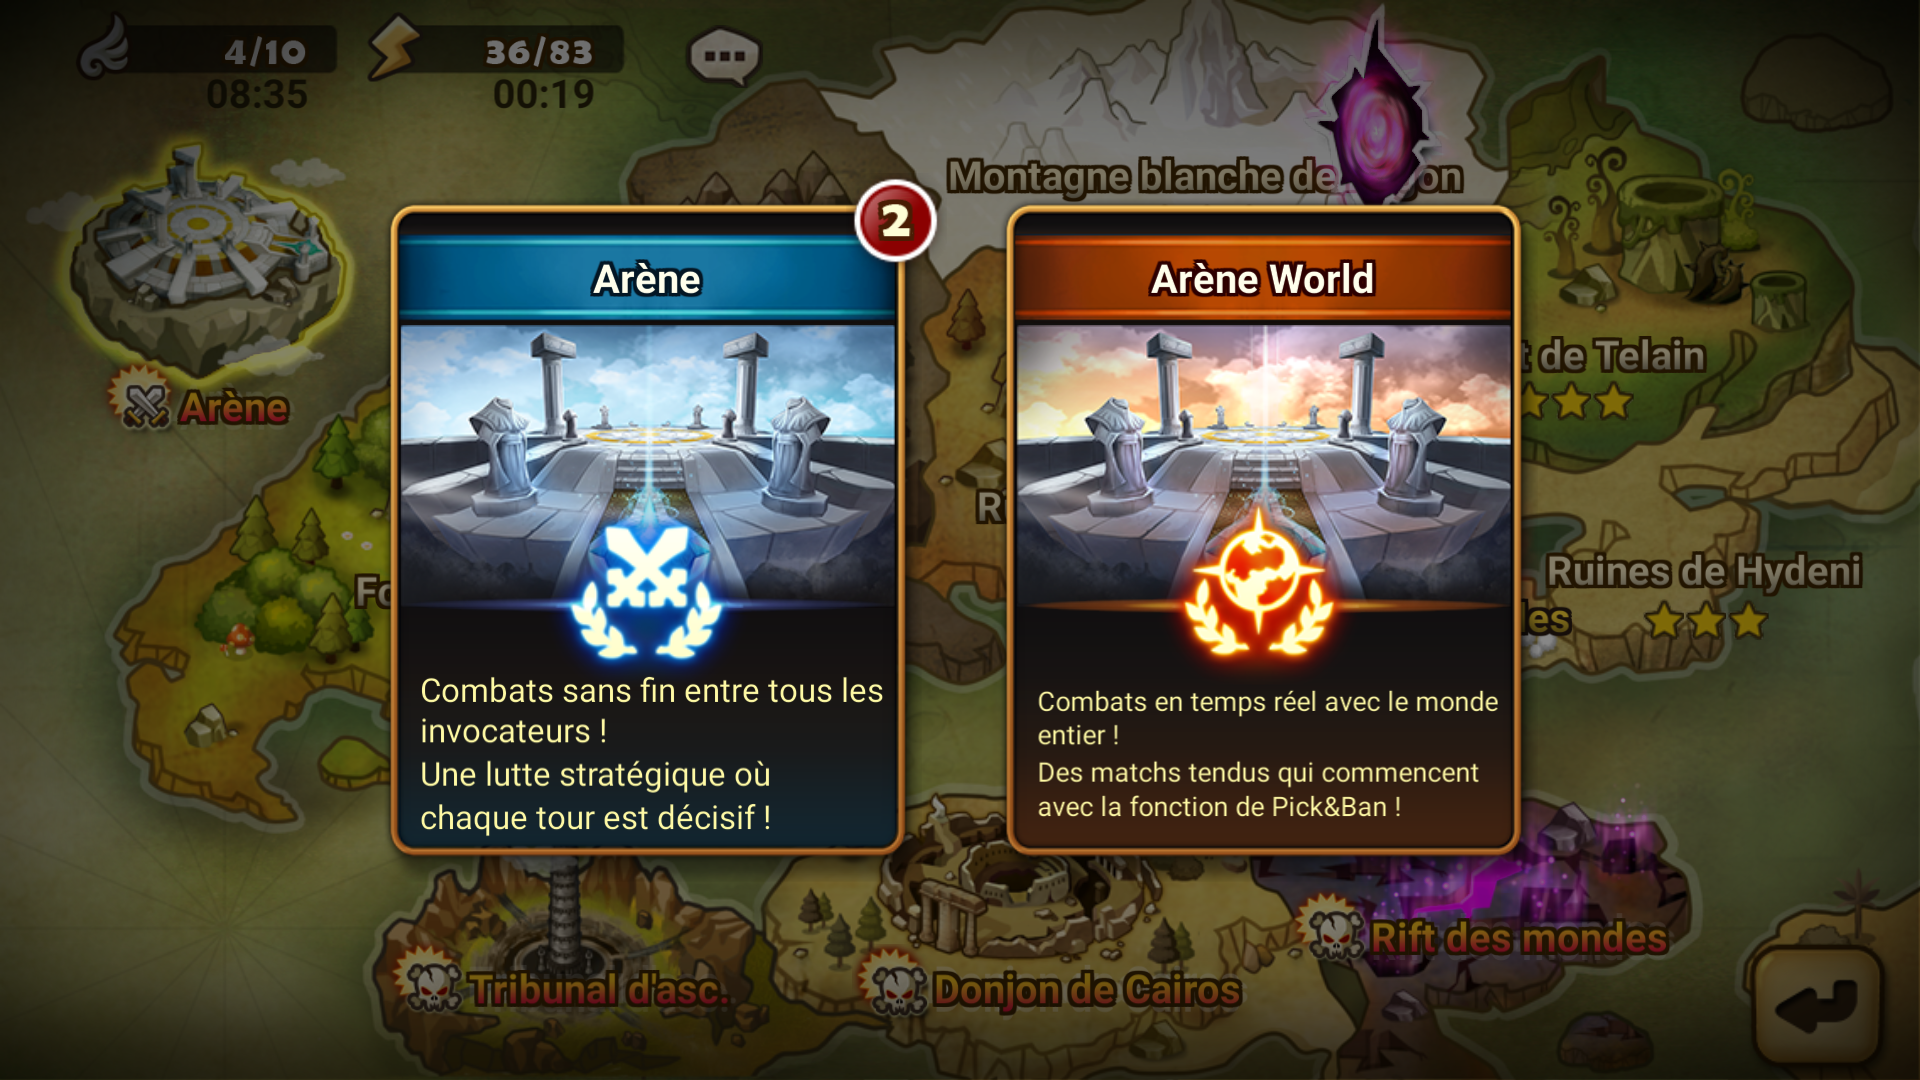 4/10
36/83
08:35
00:19
Montagne blanche de
on
2
Arène
Arène World
de Telain
Arène
Ruines de Hydeni
es
Combats sans fin entre tous les
invocateurs !
Une lutte stratégique où
chaque tour est décisif !
Combats en temps réel avec le monde
entier !
Des matchs tendus qui commencent
avec la fonction de Pick&Ban !
Rift des mondes
Tribunal d'asc.
Donjon de Cairos